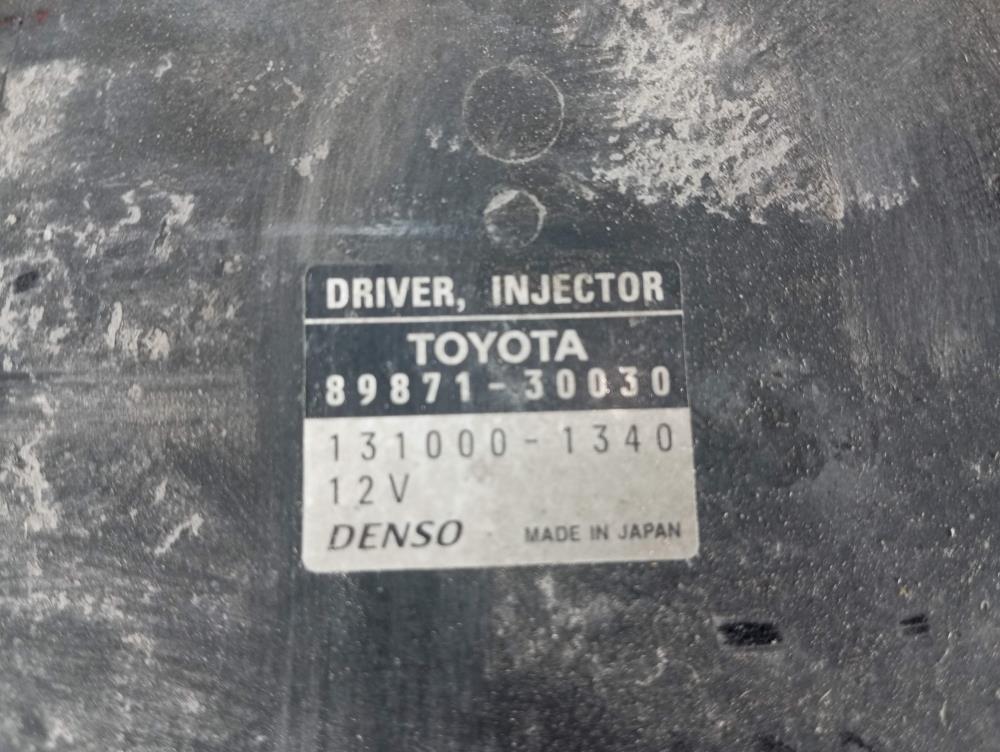 DRIVER, INJECTOR
TOYOTA
89871-30030
131000-1340
12V
DENSO MADE IN JAPAN